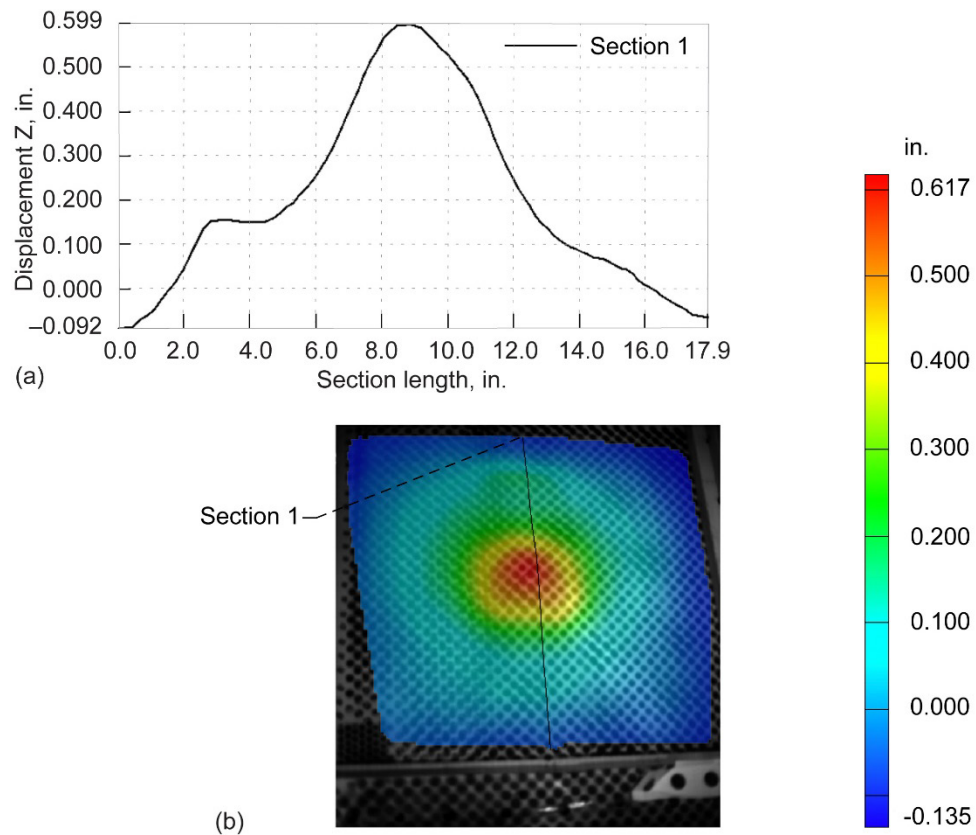 0.599
0.500
0.400
0.300
0.200
0.100
0.000
–0.092
Displacement Z, in.
Section 1
0.0 2.0 4.0 6.0 8.0 10.0 12.0 14.0 16.0 17.9
Section length, in.
(a)
Section 1
(b)
in.
0.617
0.500
0.400
0.300
0.200
0.100
0.000
-0.135